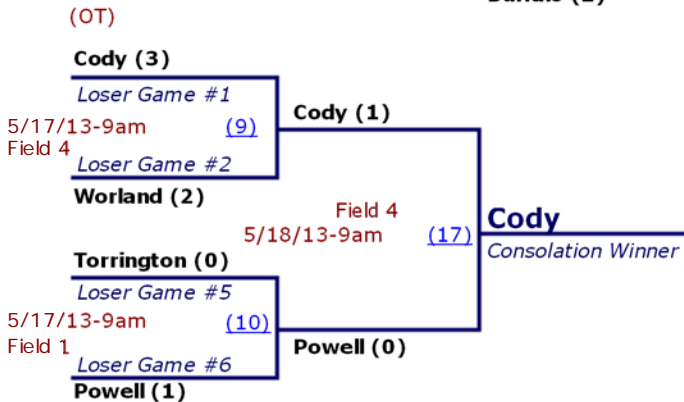 (OT)
Cody (3)
Loser Game #1
5/17/13-9am (9)
Field 4
Loser Game #2
Worland (2)
Cody (1)
Field 4
5/18/13-9am (17)
Cody
Consolation Winner
Torrington (0)
Loser Game #5
5/17/13-9am (10)
Field 1
Loser Game #6
Powell (1)
Powell (0)